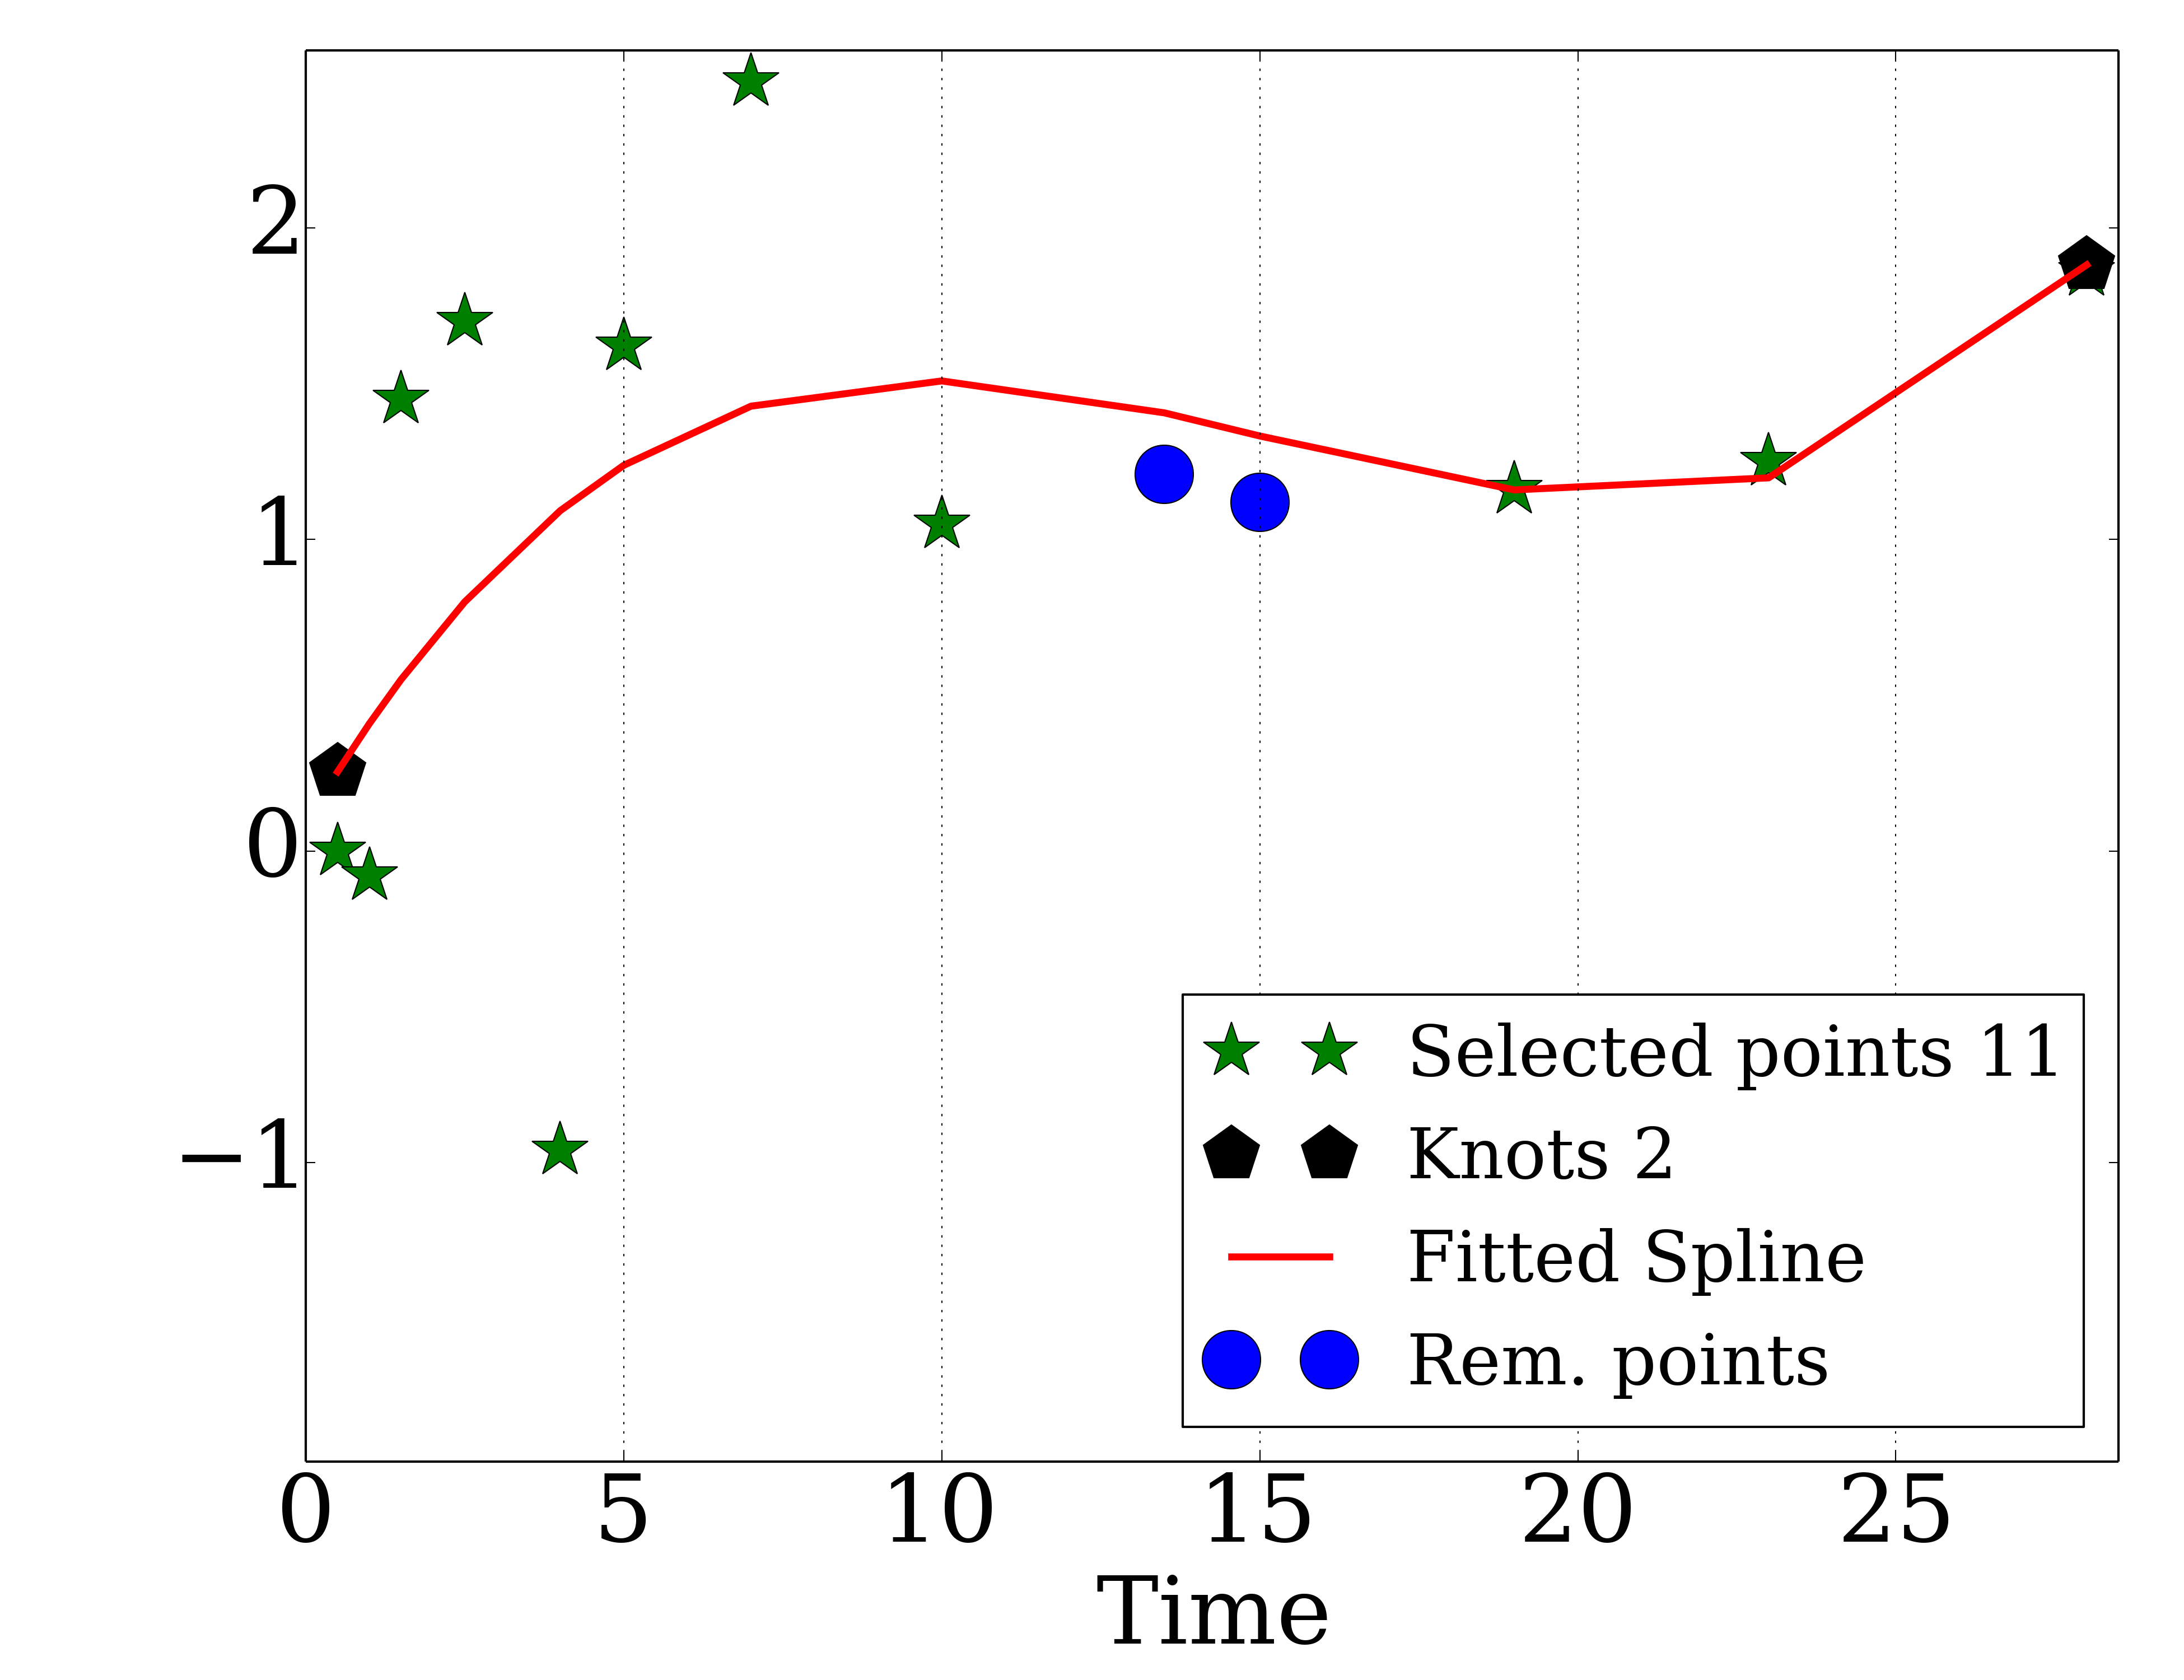 2
1
0
−1
0 5 10 15 20 25
Time
Selected points 11
Knots 2
Fitted Spline
Rem. points